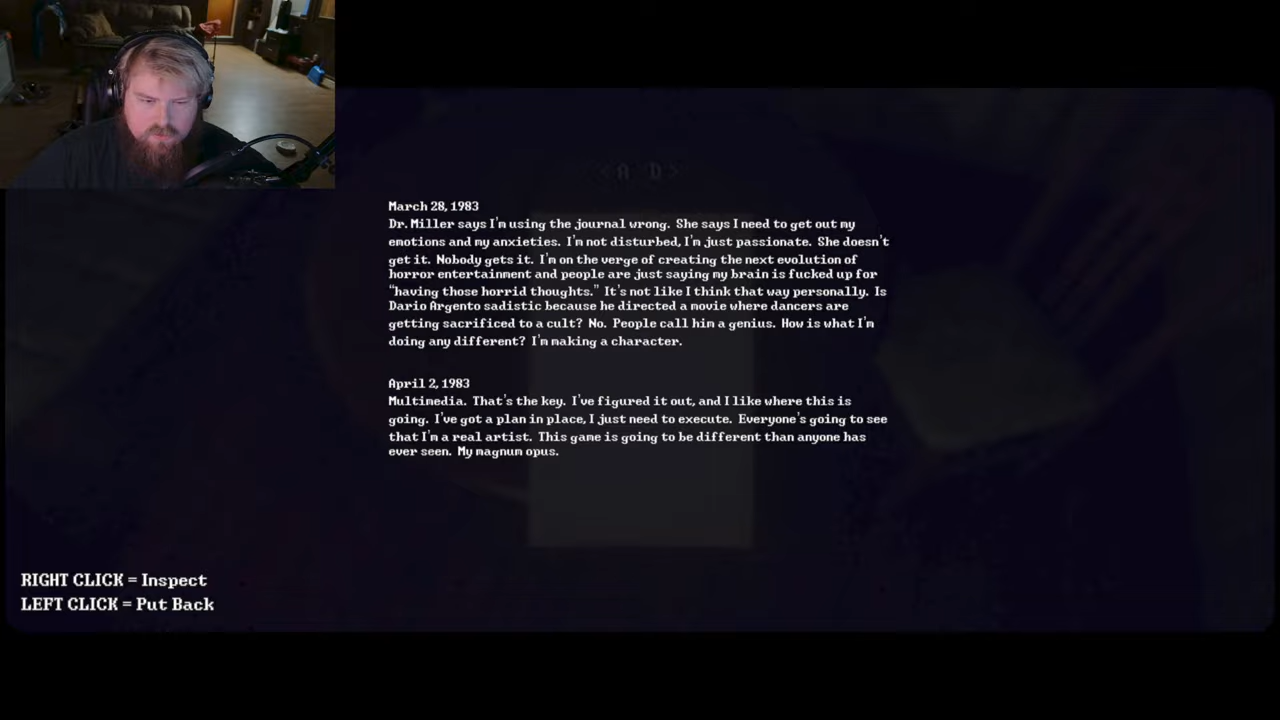 <A D>
March 28, 1983
Dr. Miller says I'm using the journal wrong. She says I need to get out my
emotions and my anxieties. I'm not disturbed, I'm just passionate. She doesn't
get it. Nobody gets it. I'm on the verge of creating the next evolution of
horror entertainment and people are just saying my brain is fucked up for
"having those horrid thoughts." It's not like I think that way personally. Is
Dario Argento sadistic because he directed a movie where dancers are
getting sacrificed to a cult? No. People call him a genius. How is what I'm
doing any different? I'm making a character.
April 2, 1983
Multimedia. That's the key. I've figured it out, and I like where this is
going. I've got a plan in place, I just need to execute. Everyone's going to see
that I'm a real artist. This game is going to be different than anyone has
ever seen. My magnum opus.
RIGHT CLICK = Inspect
LEFT CLICK = Put Back